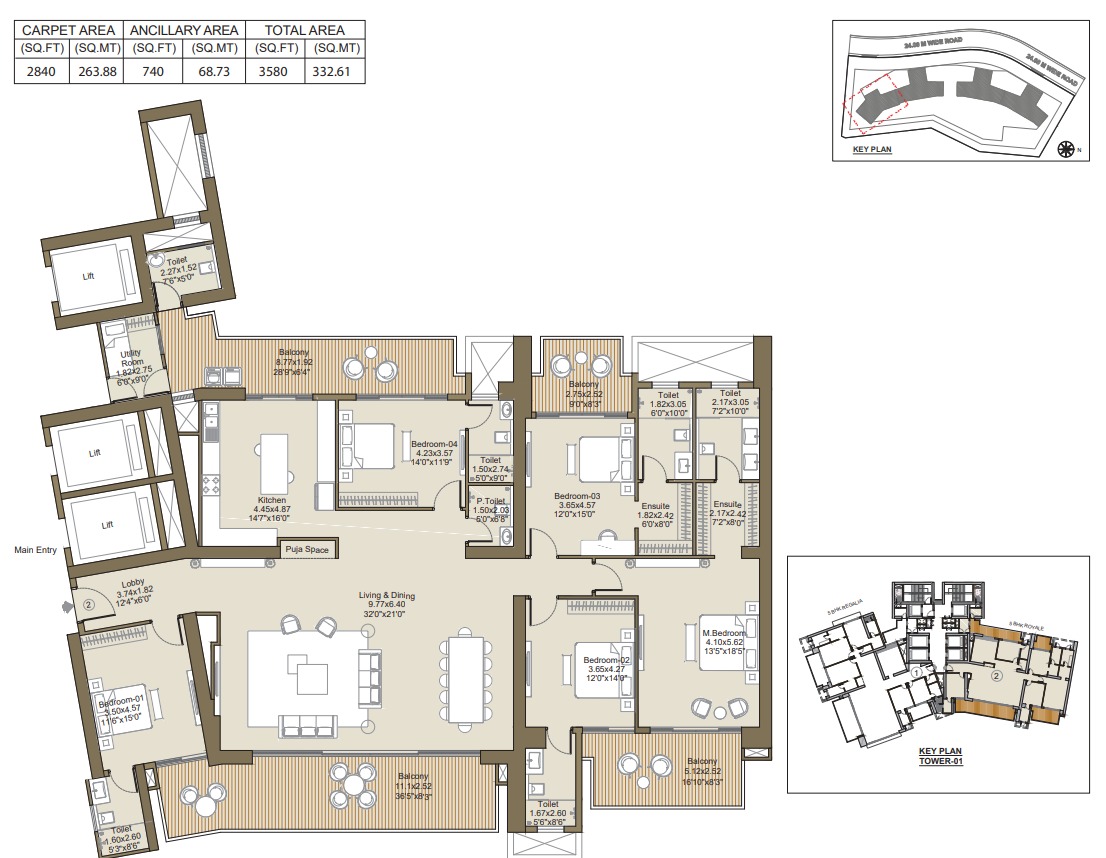 CARPET AREA ANCILLARY AREA TOTAL AREA
(SQ.FT) (SQ.MT) (SQ.FT) (SQ.MT) (SQ.FT) (SQ.MT)
2840 263.88 740 68.73 3580 332.61
24.00 M WIDE ROAD
24.00 M WIDE ROAD
KEY PLAN
N
Lift
Toilet
2.27x1.52
7'6"x5'0"
Utility
Room
1.82x2.75
6'0"x9'0"
Balcony
8.77x1.92
28'9"x6'4"
Balcony
2.75x2.52
9'0"x8'3"
Toilet
1.82x3.05
6'0"x10'0"
Toilet
2.17x3.05
7'2"x10'0"
Lift
Lift
Main Entry
Kitchen
4.45x4.87
14'7"x16'0"
Bedroom-04
4.23x3.57
14'0"x11'9"
Toilet
1.50x2.74
5'0"x9'0"
P.Toilet
1.50x2.03
5'0"x6'8"
Bedroom-03
3.65x4.57
12'0"x15'0"
Ensuite
1.82x2.42
6'0"x8'0"
Ensuite
2.17x2.42
7'2"x8'0"
Puja Space
Lobby
3.74x1.82
12'4"x6'0"
2
Living & Dining
9.77x6.40
32'0"x21'0"
Bedroom-01
3.50x4.57
11'6"x15'0"
Bedroom-02
3.65x4.27
12'0"x14'0"
M.Bedroom
4.10x5.62
13'5"x18'5"
Balcony
11.1x2.52
36'5"x8'3"
Balcony
5.12x2.52
16'10"x8'3"
Toilet
1.60x2.60
5'3"x8'6"
Toilet
1.67x2.60
5'6"x8'6"
5 BHK REGALIA
5 BHK ROYALE
1
2
KEY PLAN
TOWER-01